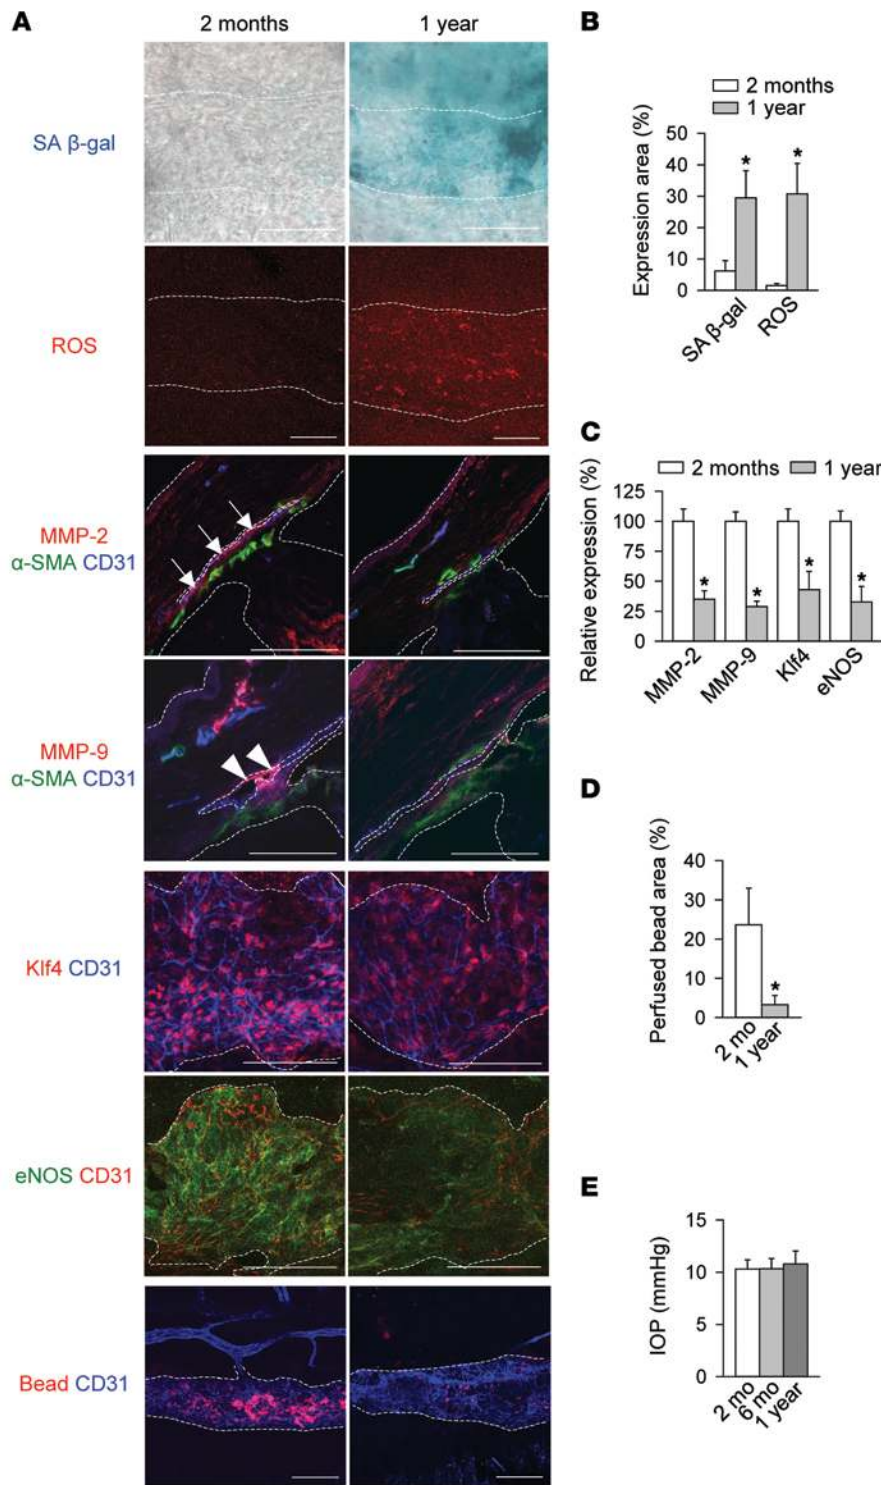 A
2 months
1 year
SA β-gal
ROS
MMP-2
α-SMA CD31
MMP-9
α-SMA CD31
Klf4 CD31
eNOS CD31
Bead CD31
B
2 months
1 year
Expression area (%)
50
40
30
20
10
0
*
*
SA β-gal
ROS
C
2 months
1 year
Relative expression (%)
125
100
75
50
25
0
*
*
*
*
MMP-2
MMP-9
Klf4
eNOS
D
Perfused bead area (%)
40
30
20
10
0
*
2 mo
1 year
E
IOP (mmHg)
15
10
5
0
2 mo
6 mo
1 year